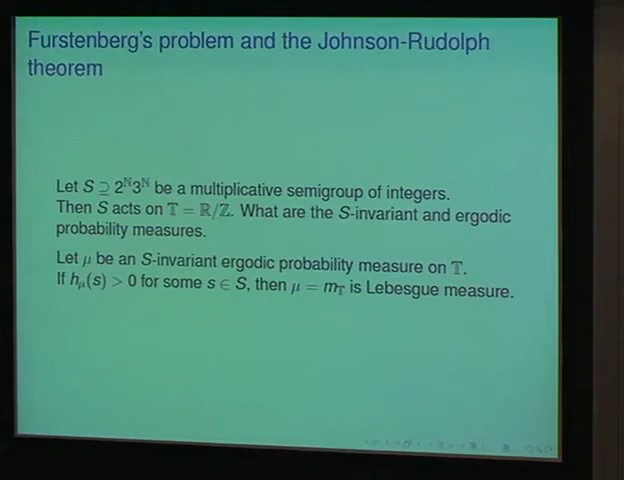 Furstenberg's problem and the Johnson-Rudolph
theorem
Let S ⊇ 2^ℕ3^ℕ be a multiplicative semigroup of integers.
Then S acts on 𝕋 = ℝ/ℤ. What are the S-invariant and ergodic
probability measures.
Let μ be an S-invariant ergodic probability measure on 𝕋.
If h_μ(s) > 0 for some s ∈ S, then μ = m_𝕋 is Lebesgue measure.